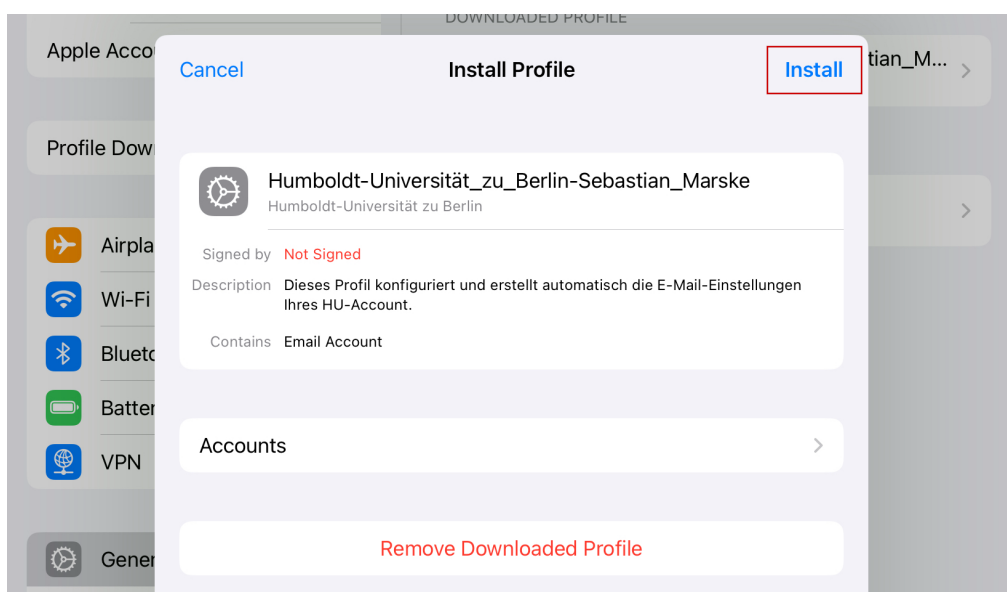 DOWNLOADED PROFILE
Apple Acco
Cancel
Install Profile
Install
tian_M...
Profile Dow
Humboldt-Universität_zu_Berlin-Sebastian_Marske
Humboldt-Universität zu Berlin
Airpla
Signed by Not Signed
Description Dieses Profil konfiguriert und erstellt automatisch die E-Mail-Einstellungen
Ihres HU-Account.
Wi-Fi
Contains Email Account
Blueto
Batter
Accounts
VPN
Remove Downloaded Profile
Gener